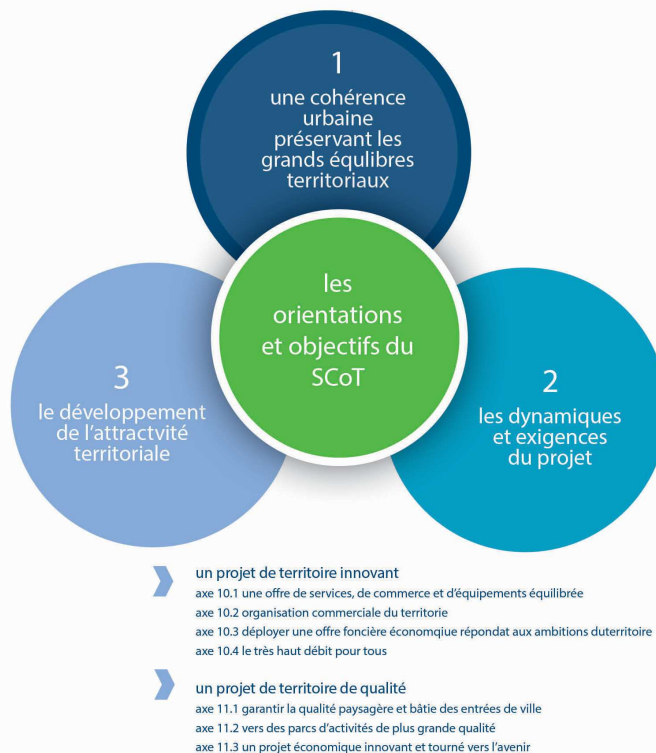 1
une cohérence
urbaine
préservant les
grands équlibres
territoriaux
les
orientations
et objectifs du
SCoT
3
le développement
de l'attractvité
territoriale
2
les dynamiques
et exigences
du projet
un projet de territoire innovant
axe 10.1 une offre de services, de commerce et d'équipements équilibrée
axe 10.2 organisation commerciale du territorie
axe 10.3 déployer une offre foncière économqiue répondat aux ambitions duterritoire
axe 10.4 le très haut débit pour tous
un projet de territoire de qualité
axe 11.1 garantir la qualité paysagère et bâtie des entrées de ville
axe 11.2 vers des parcs d'activités de plus grande qualité
axe 11.3 un projet économique innovant et tourné vers l'avenir